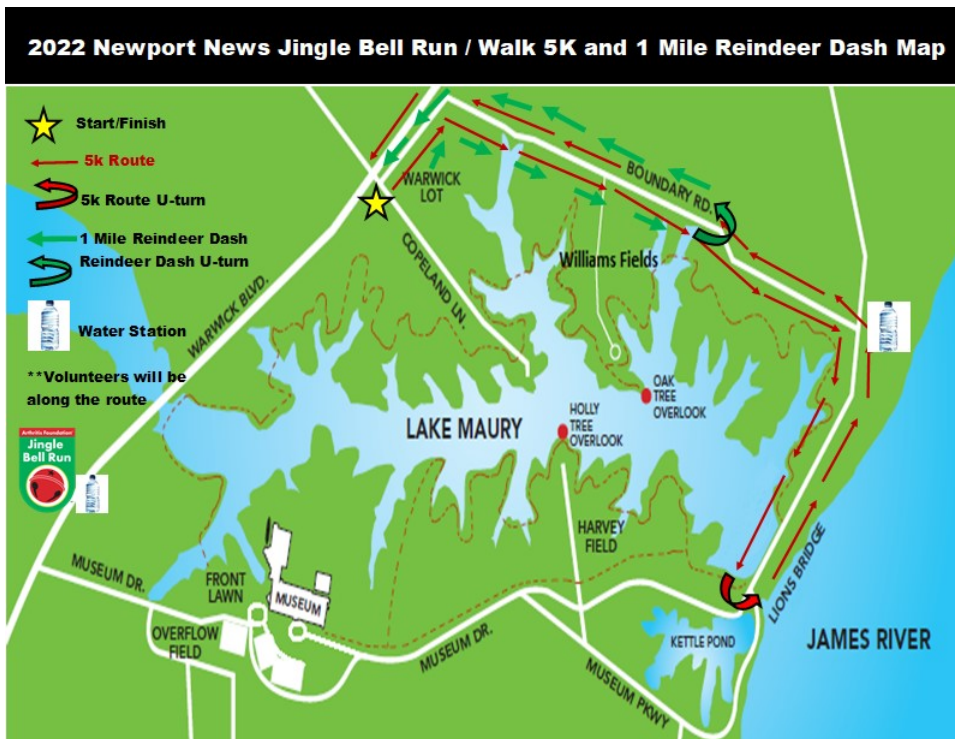 2022 Newport News Jingle Bell Run / Walk 5K and 1 Mile Reindeer Dash Map
Start/Finish
5k Route
5k Route U-turn
1 Mile Reindeer Dash
Reindeer Dash U-turn
Water Station
**Volunteers will be
along the route
Arthritis Foundation
Jingle
Bell Run
WARWICK
LOT
BOUNDARY RD.
COPELAND LN.
WARWICK BLVD.
Williams Fields
OAK
TREE
OVERLOOK
HOLLY
TREE
OVERLOOK
LAKE MAURY
HARVEY
FIELD
LIONS BRIDGE
JAMES RIVER
KETTLE POND
MUSEUM DR.
FRONT
LAWN
MUSEUM
OVERFLOW
FIELD
MUSEUM DR.
MUSEUM PKWY